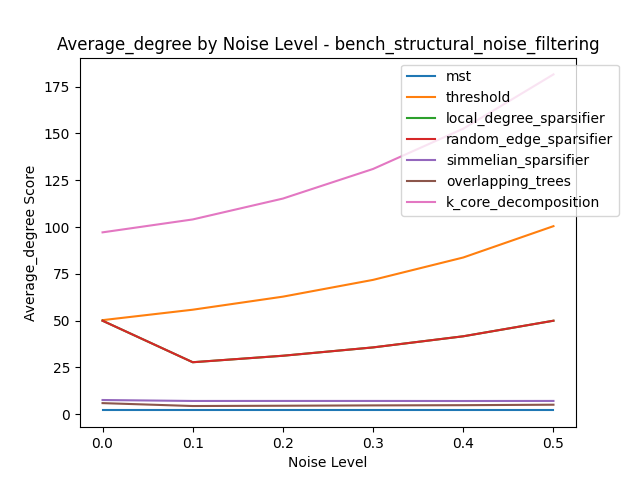 Average_degree by Noise Level - bench_structural_noise_filtering
mst
threshold
local_degree_sparsifier
random_edge_sparsifier
simmelian_sparsifier
overlapping_trees
k_core_decomposition
Average_degree Score
175
150
125
100
75
50
25
0
0.0 0.1 0.2 0.3 0.4 0.5
Noise Level